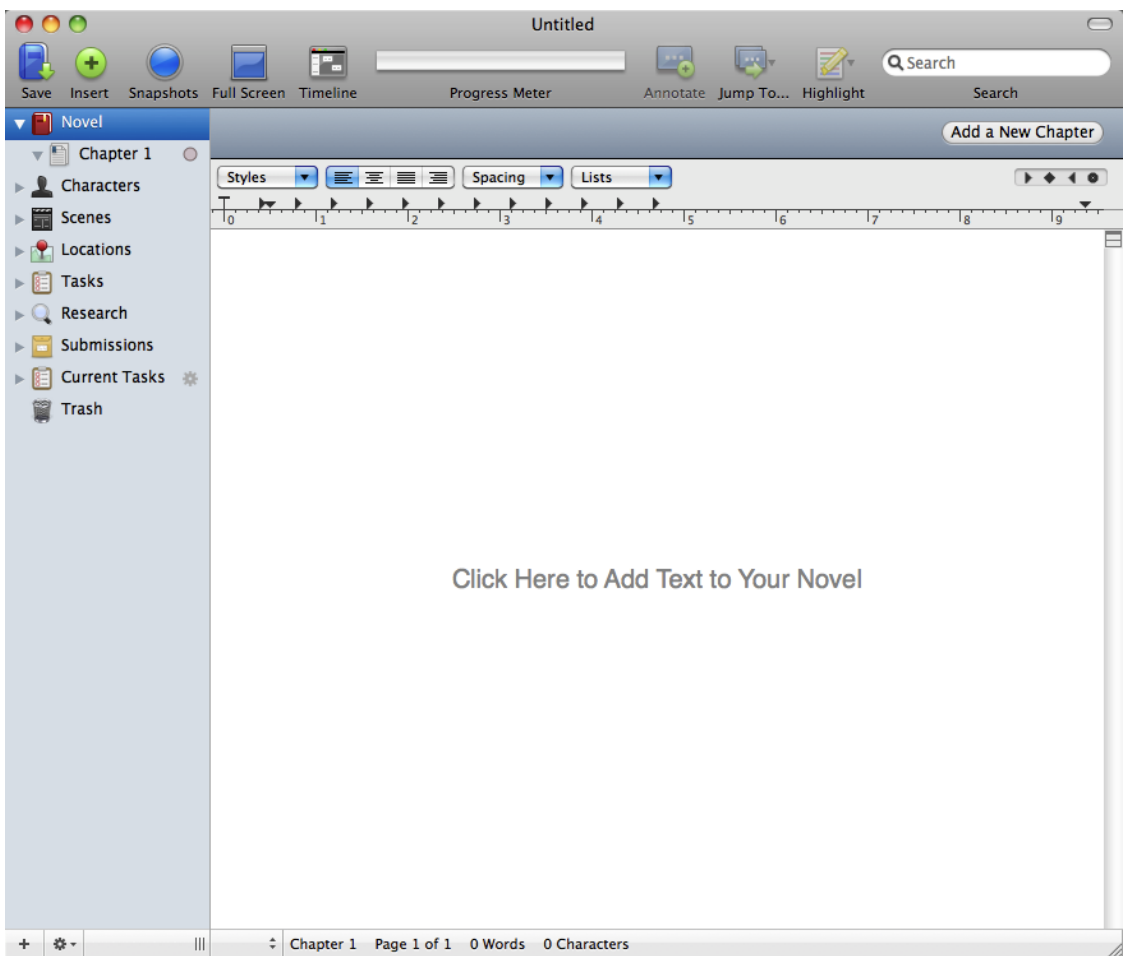 Untitled
Search
Save Insert Snapshots Full Screen Timeline Progress Meter Annotate Jump To... Highlight Search
Novel
Add a New Chapter
Chapter 1
Styles Spacing Lists
Characters
0 1 2 3 4 5 6 7 8 9
Scenes
Locations
Tasks
Research
Submissions
Current Tasks
Trash
Click Here to Add Text to Your Novel
Chapter 1 Page 1 of 1 0 Words 0 Characters